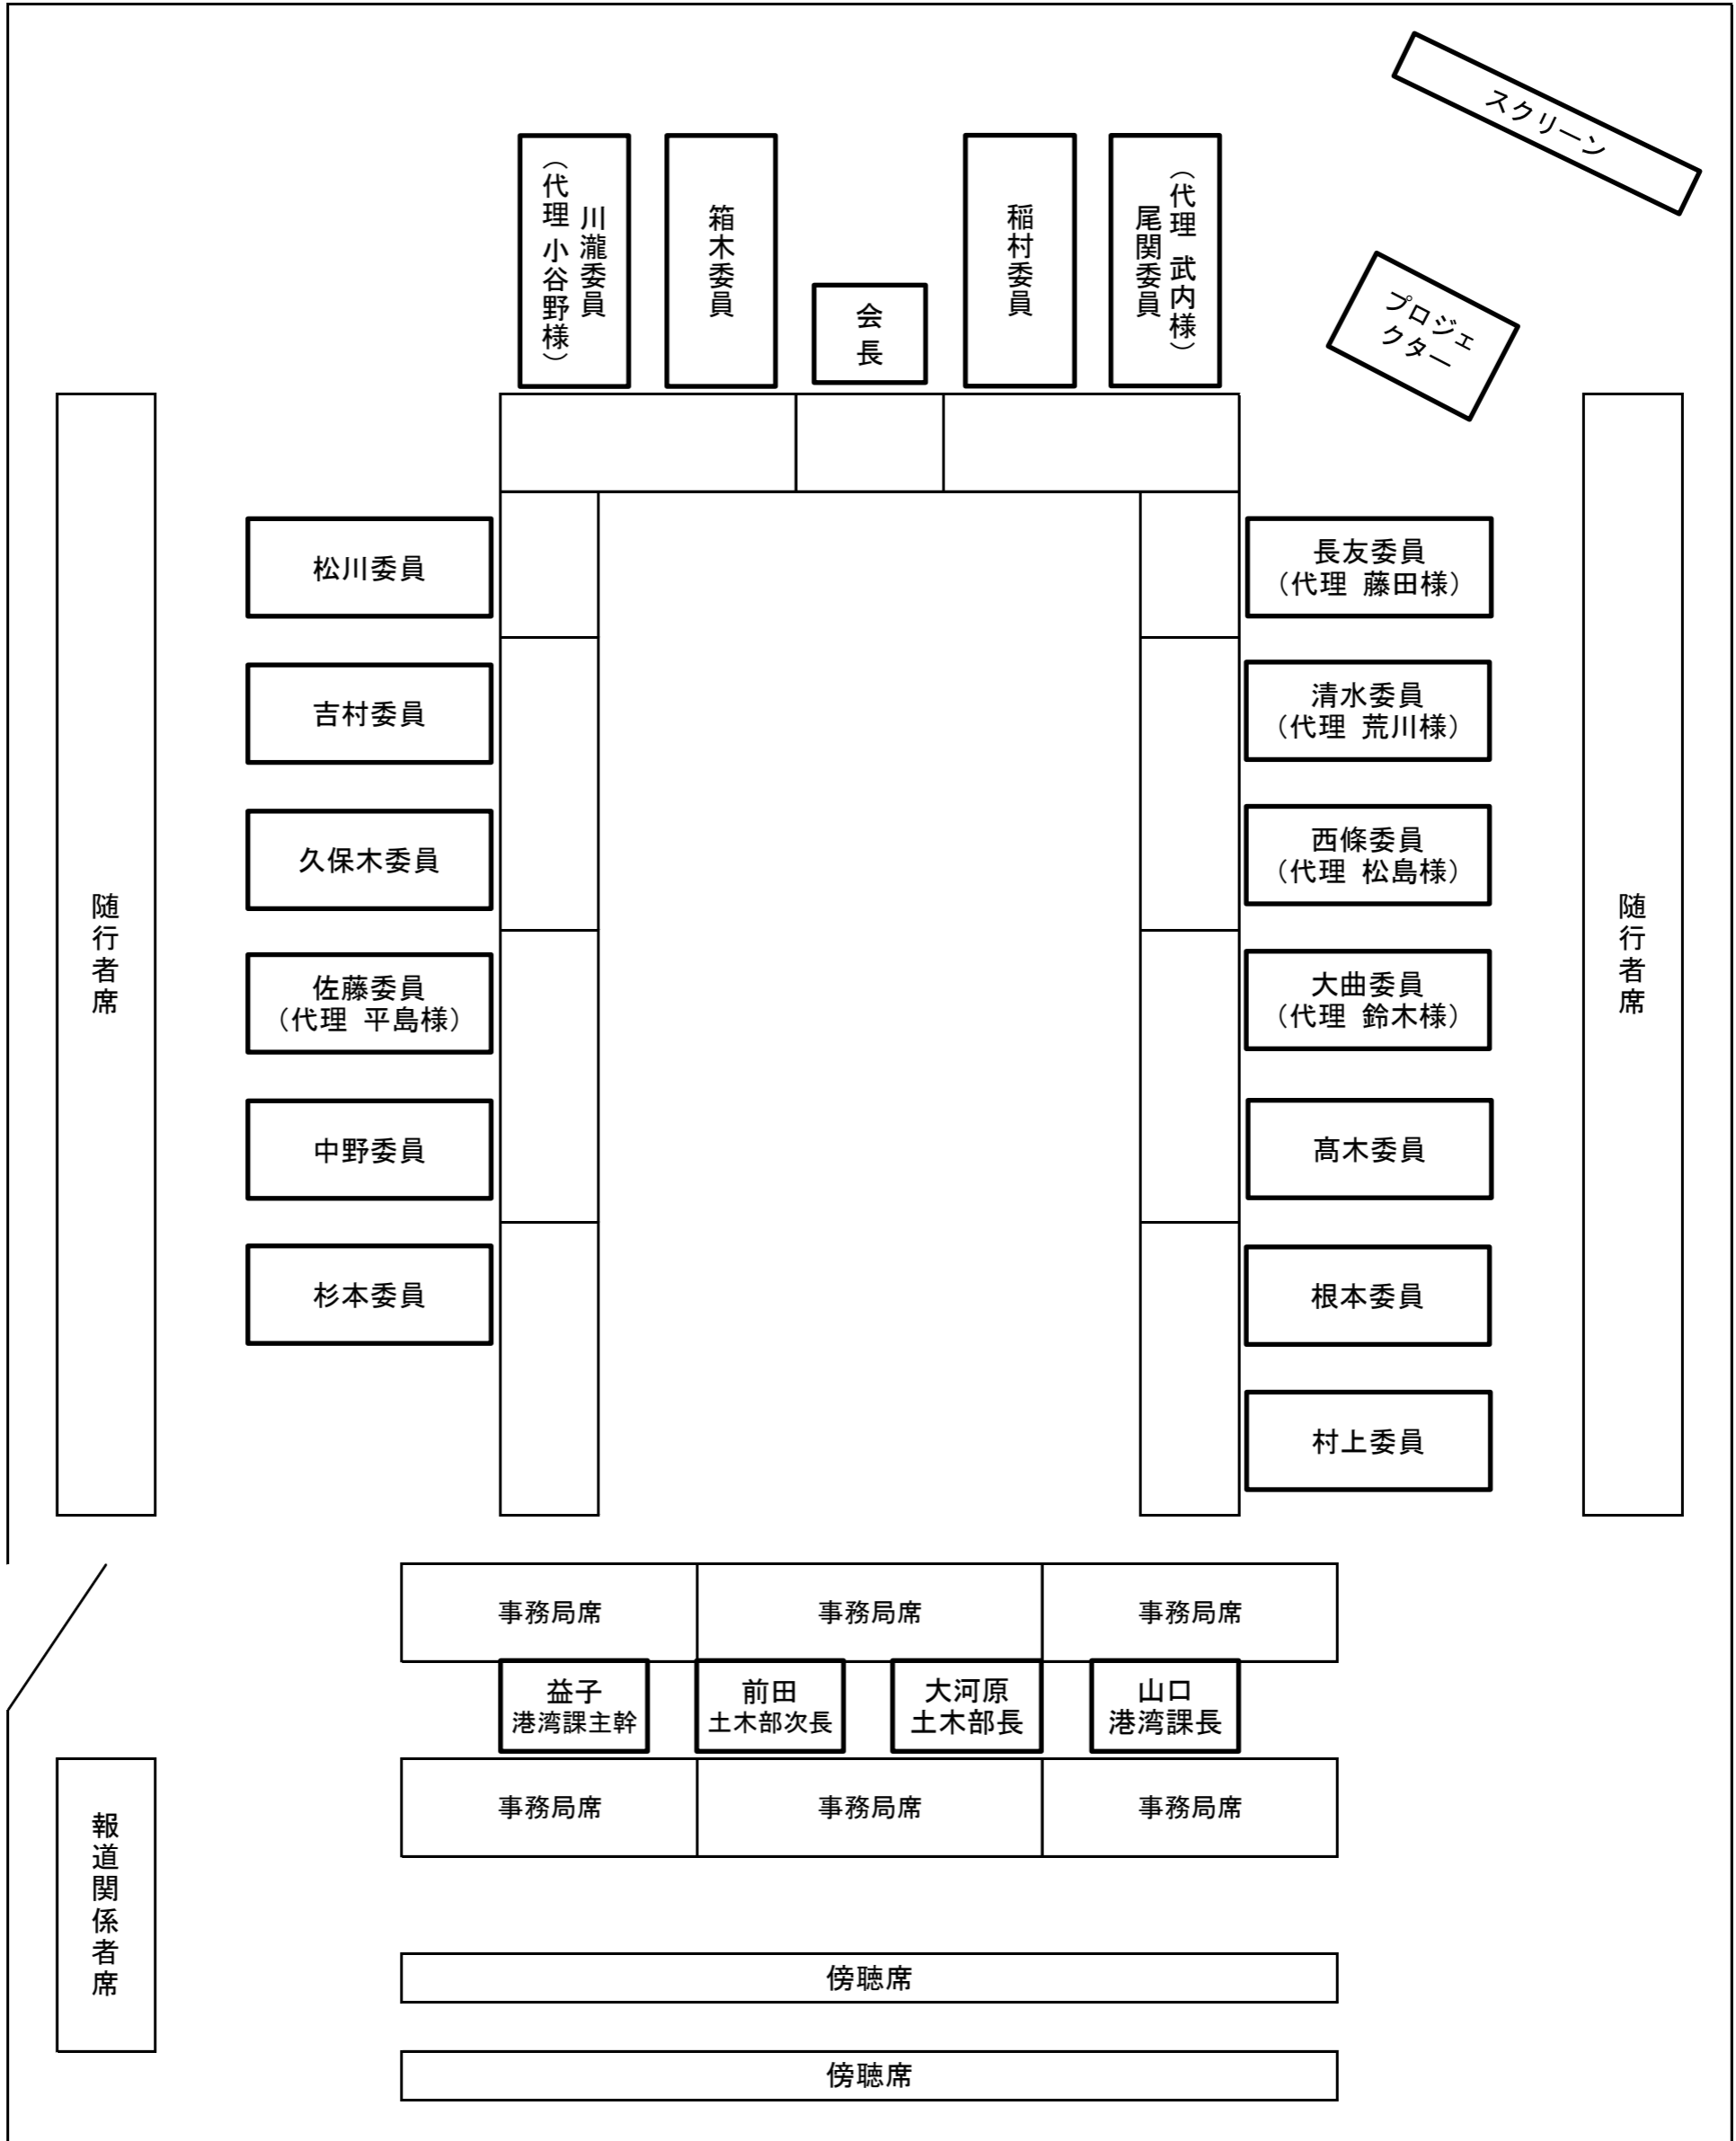 スクリーン
プロジェ
クター
川瀧委員
（代理 小谷野様）
箱木委員
会
長
稲村委員
（代理 武内様）
尾関委員
松川委員
吉村委員
久保木委員
佐藤委員
（代理 平島様）
中野委員
杉本委員
長友委員
（代理 藤田様）
清水委員
（代理 荒川様）
西條委員
（代理 松島様）
大曲委員
（代理 鈴木様）
髙木委員
根本委員
村上委員
随行者席
随行者席
事務局席
事務局席
事務局席
益子
港湾課主幹
前田
土木部次長
大河原
土木部長
山口
港湾課長
事務局席
事務局席
事務局席
報道関係者席
傍聴席
傍聴席